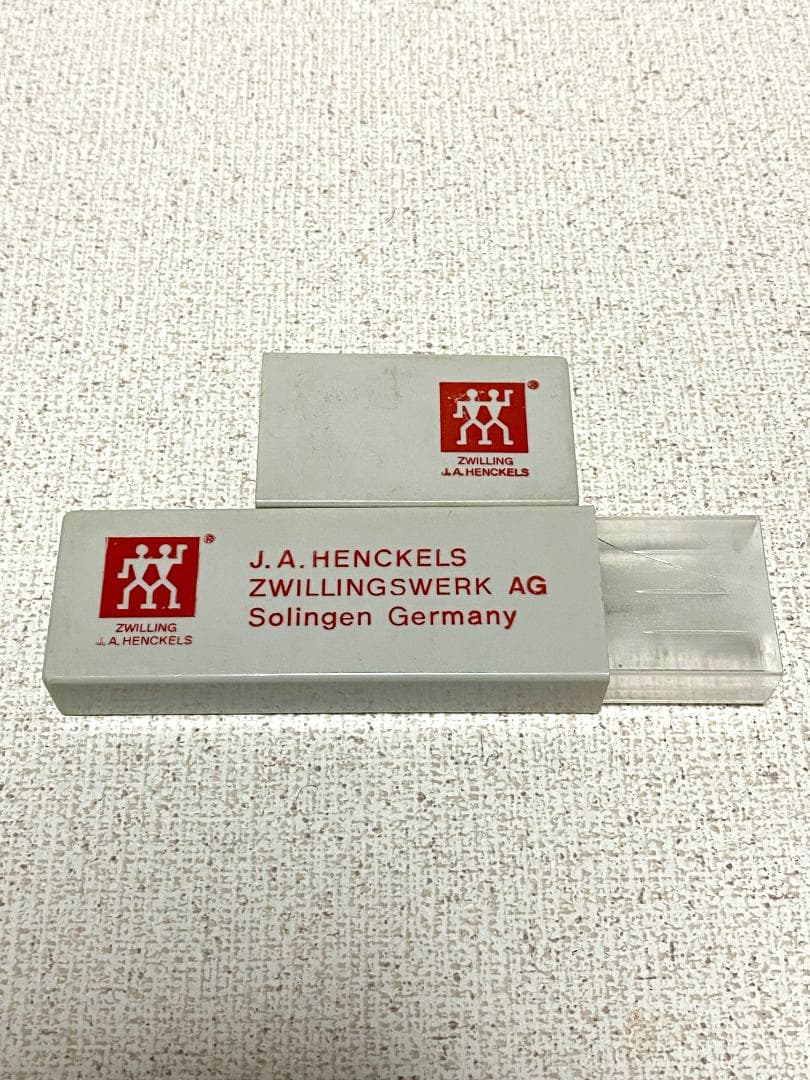 ®
ZWILLING
J.A. HENCKELS
®
ZWILLING
J.A. HENCKELS
J. A. HENCKELS
ZWILLINGSWERK AG
Solingen Germany